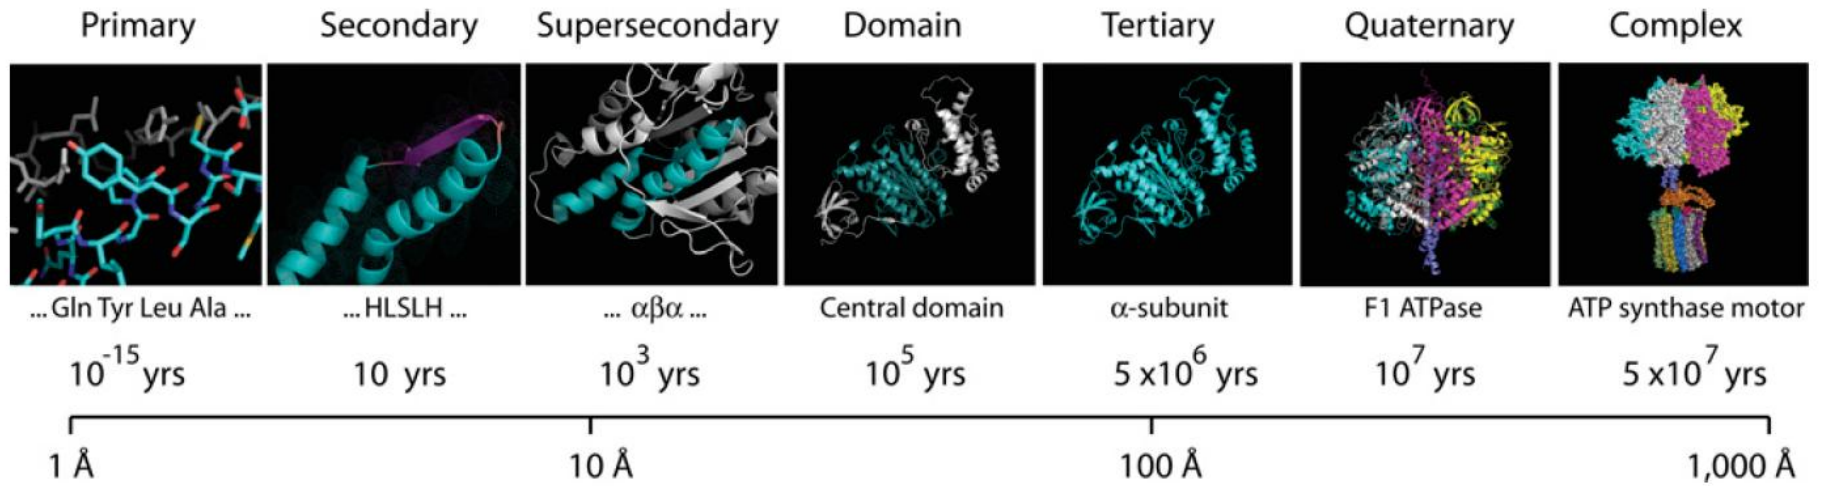 Primary Secondary Supersecondary Domain Tertiary Quaternary Complex
... Gln Tyr Leu Ala ... ... HLSLH ... ... αβα ... Central domain α-subunit F1 ATPase ATP synthase motor
10⁻¹⁵ yrs 10 yrs 10³ yrs 10⁵ yrs 5 x10⁶ yrs 10⁷ yrs 5 x10⁷ yrs
1 Å 10 Å 100 Å 1,000 Å